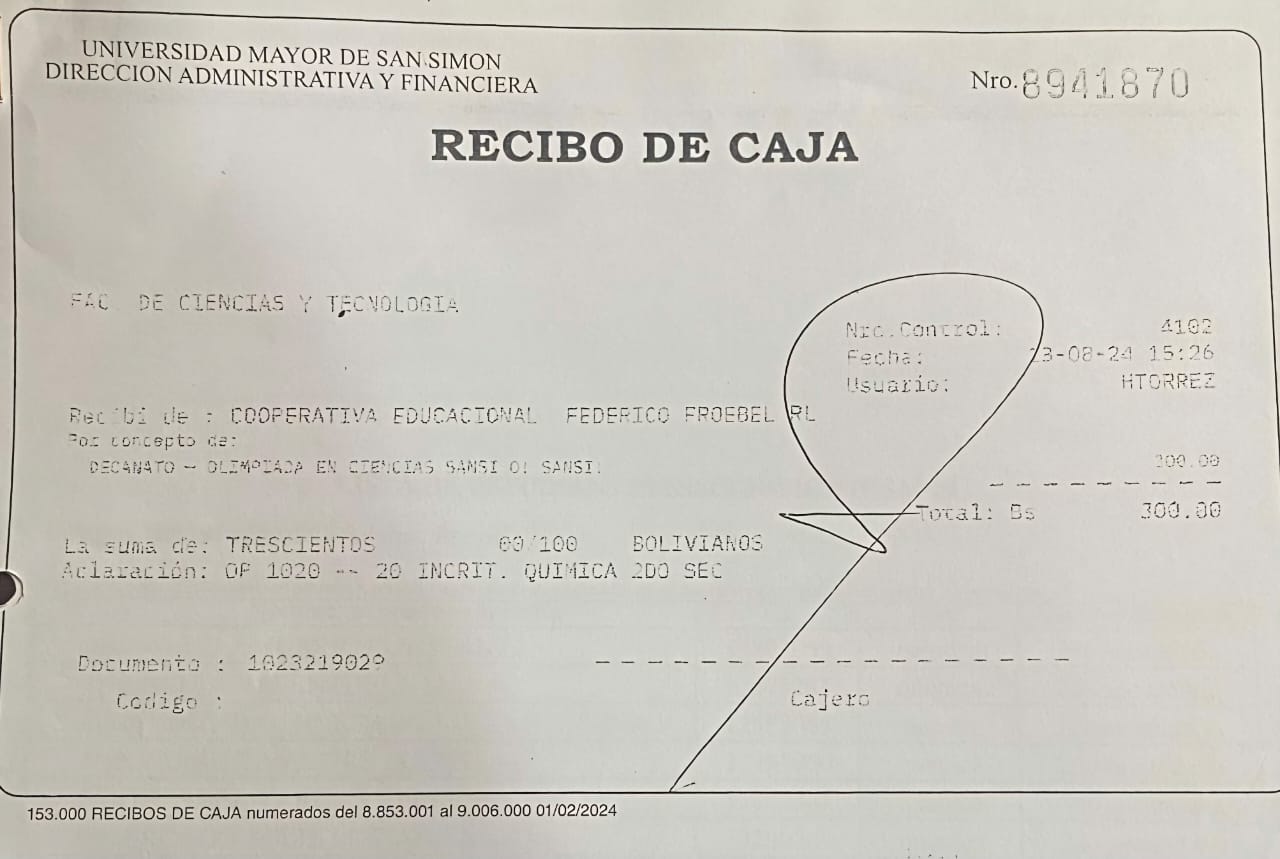 UNIVERSIDAD MAYOR DE SAN SIMON
DIRECCION ADMINISTRATIVA Y FINANCIERA
Nro. 8941870
RECIBO DE CAJA
FAC. DE CIENCIAS Y TECNOLOGIA
Nro.Control: 4102
Fecha: 23-08-24 15:26
Usuario: HTORREZ
Recibi de : COOPERATIVA EDUCACIONAL FEDERICO FROEBEL RL
Por concepto de:
DECANATO - OLIMPIADA EN CIENCIAS SANSI O! SANSI. 300.00
Total: Bs 300.00
La suma de: TRESCIENTOS 00/100 BOLIVIANOS
Aclaración: OP 1020 -- 20 INCRIT. QUIMICA 2DO SEC
Documento : 1023219029
Codigo :
Cajero
153.000 RECIBOS DE CAJA numerados del 8.853.001 al 9.006.000 01/02/2024